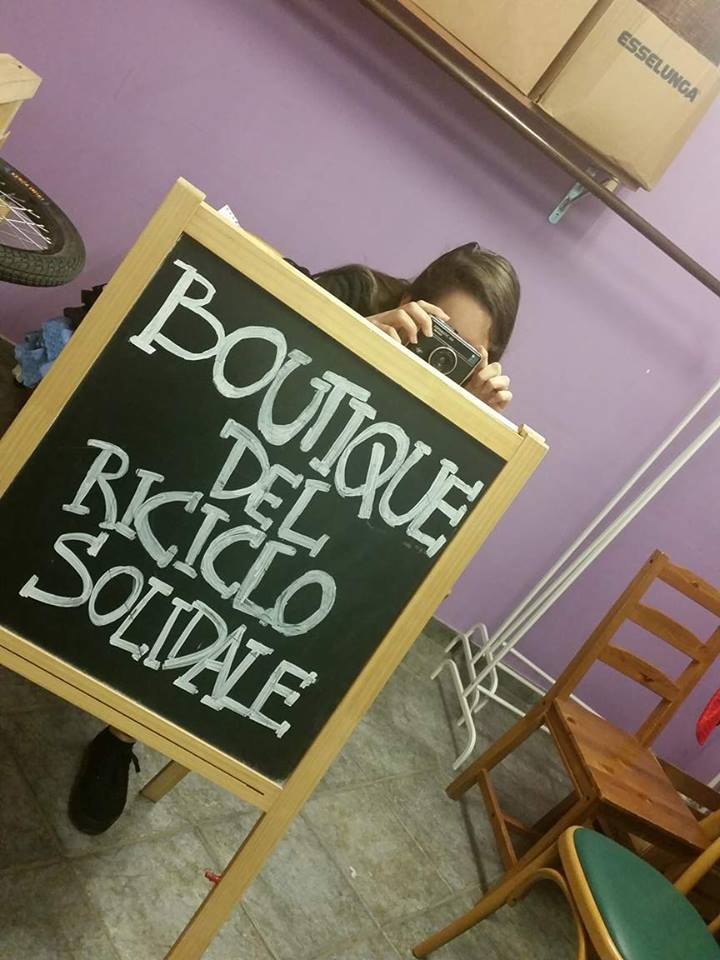 ESSELUNGA
BOUTIQUE
DEL
RICICLO
SOLIDALE